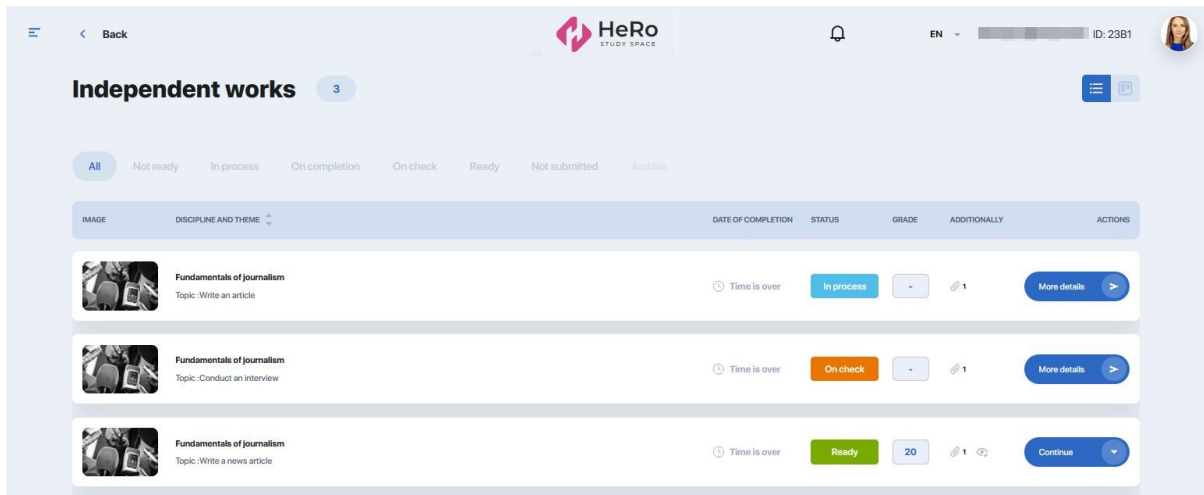 Back
HeRo
STUDY SPACE
EN
ID: 23B1
Independent works 3
All Not ready In process On completion On check Ready Not submitted Archive
IMAGE DISCIPLINE AND THEME DATE OF COMPLETION STATUS GRADE ADDITIONALLY ACTIONS
Fundamentals of journalism
Topic :Write an article
Time is over In process - 1 More details
Fundamentals of journalism
Topic :Conduct an interview
Time is over On check - 1 More details
Fundamentals of journalism
Topic :Write a news article
Time is over Ready 20 1 Continue